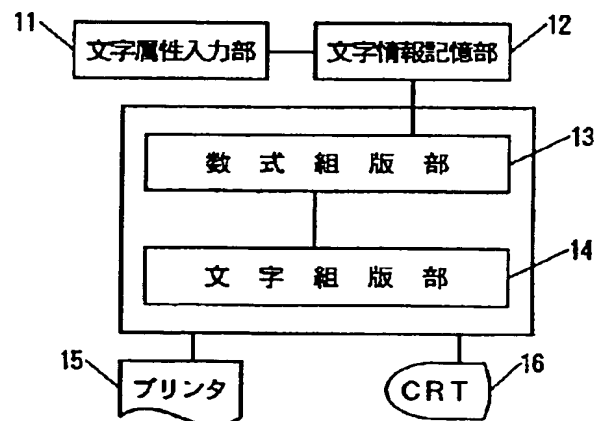 11
文字属性入力部
文字情報記憶部
12
数式組版部
13
文字組版部
14
15
プリンタ
CRT
16